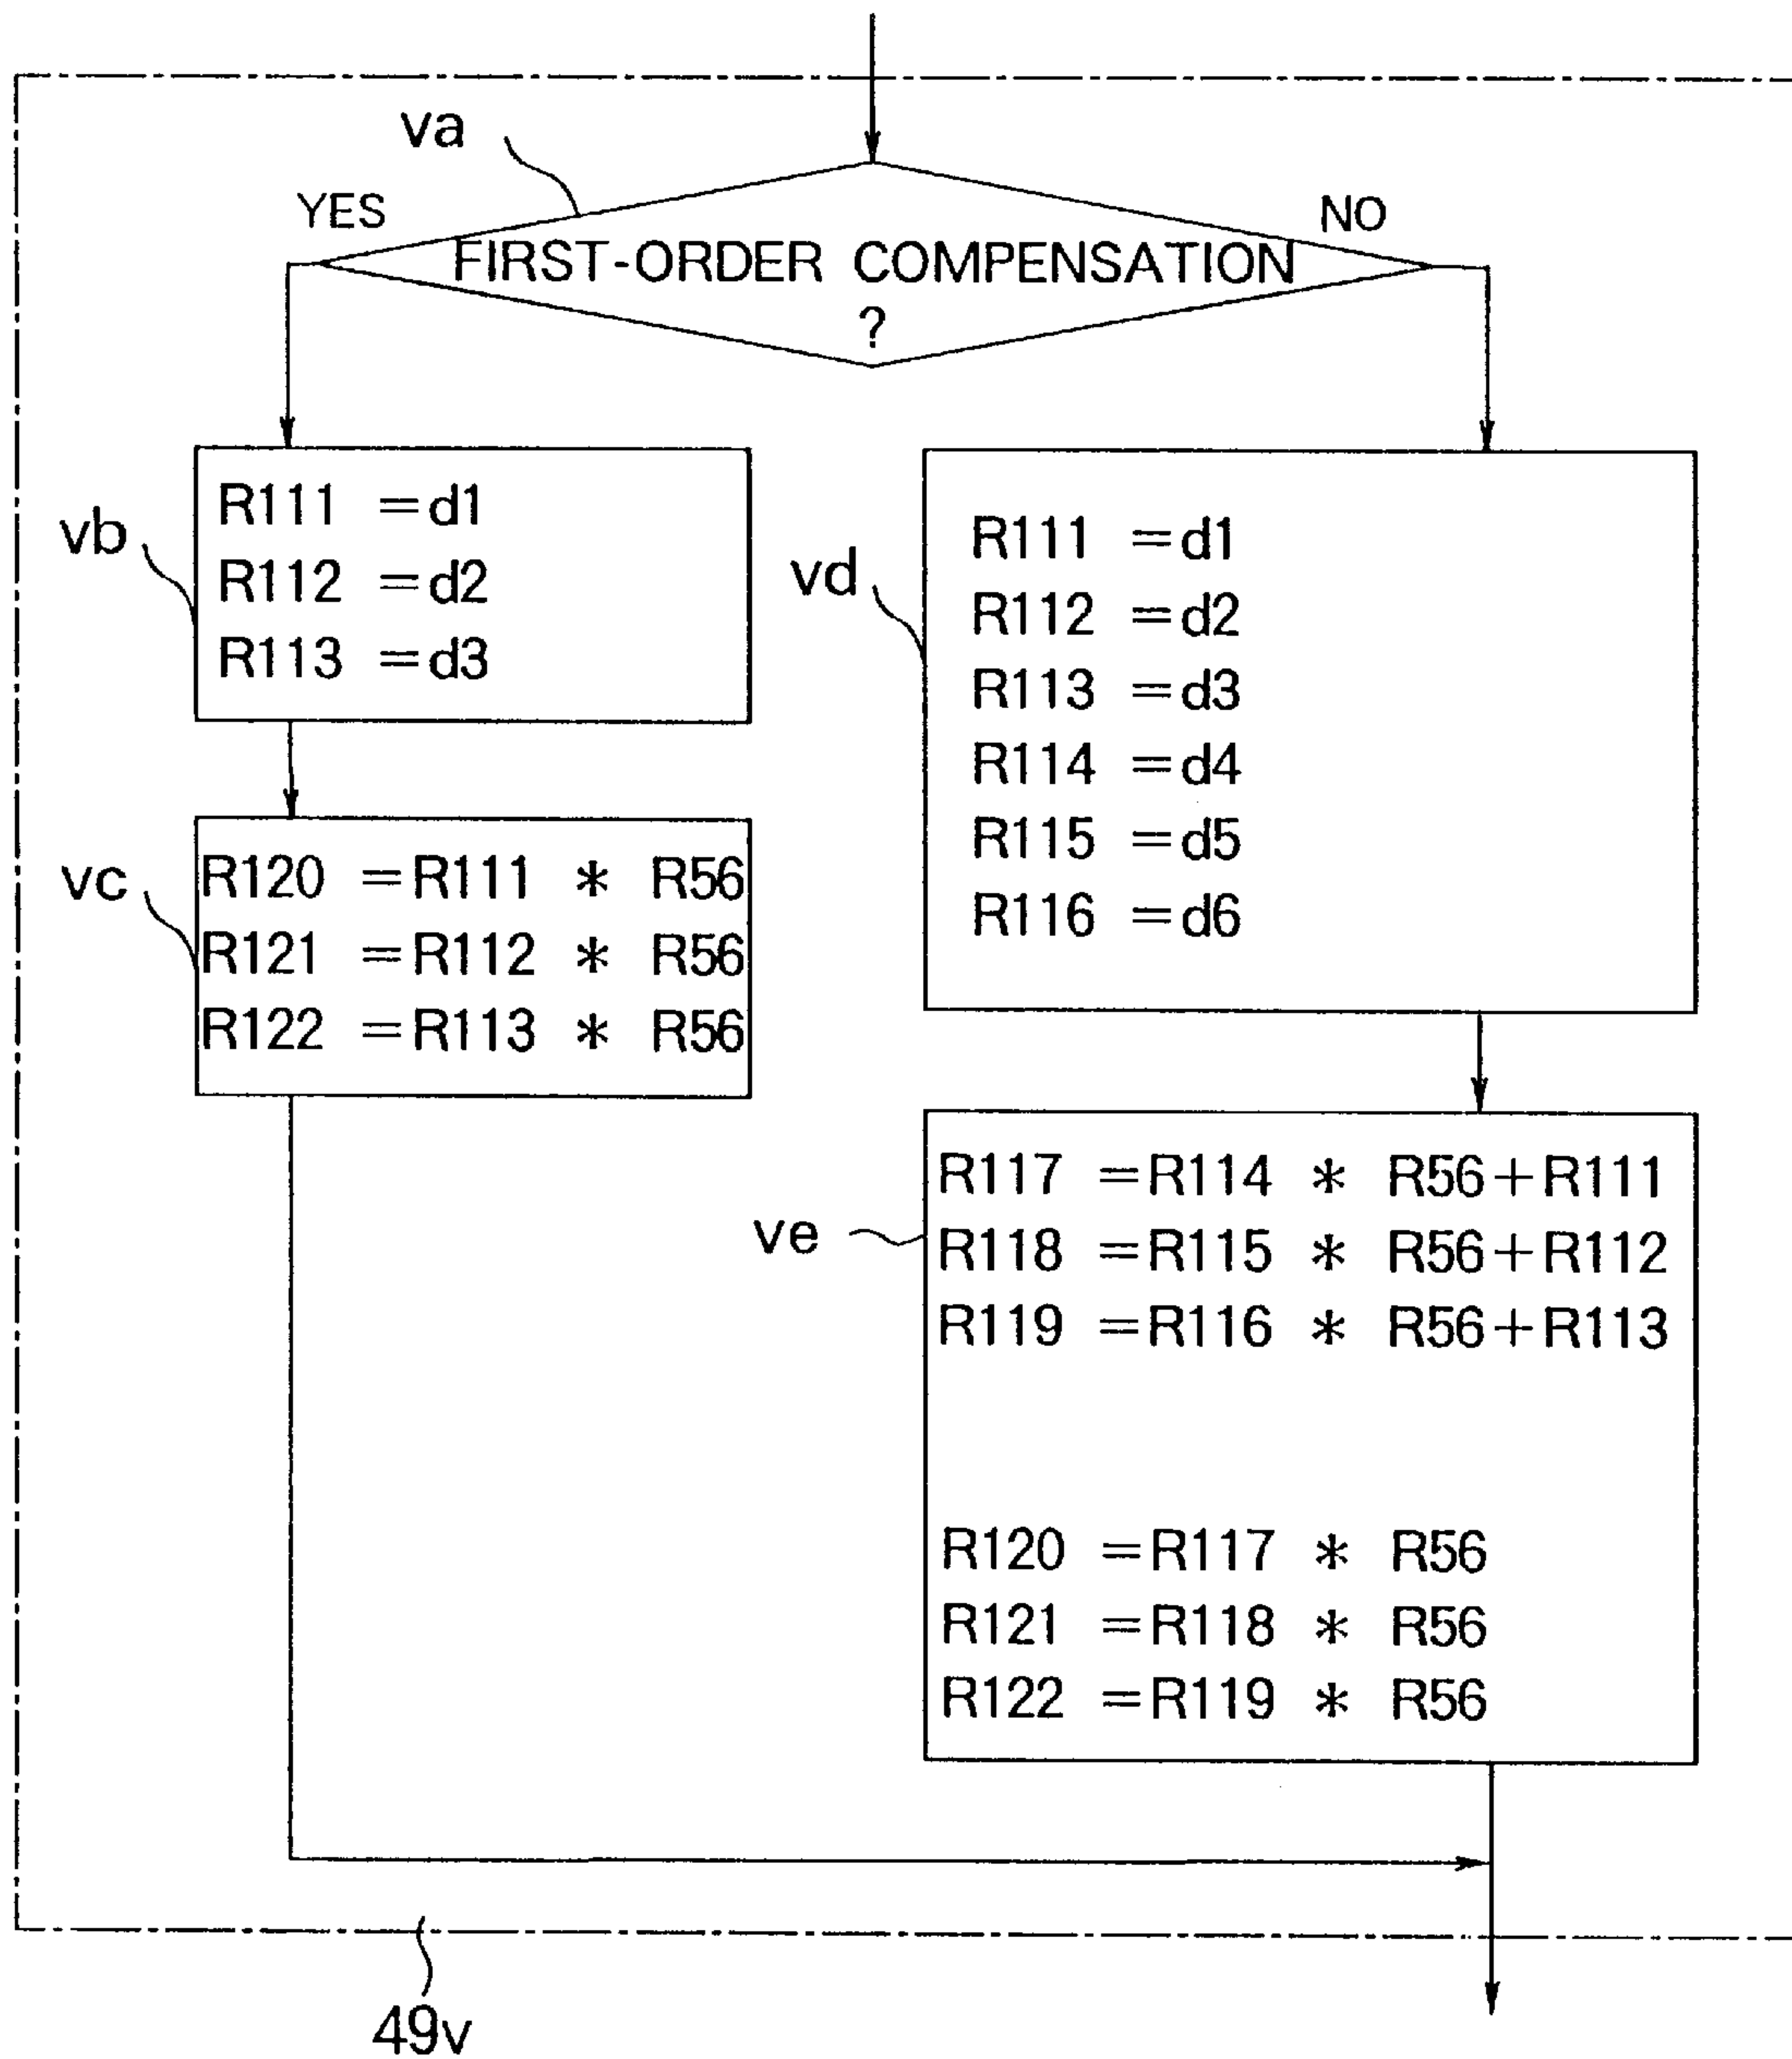 va
YES
NO
FIRST-ORDER COMPENSATION
?
vb
R111 =d1
R112 =d2
R113 =d3
vc
R120 =R111 * R56
R121 =R112 * R56
R122 =R113 * R56
vd
R111 =d1
R112 =d2
R113 =d3
R114 =d4
R115 =d5
R116 =d6
ve
R117 =R114 * R56+R111
R118 =R115 * R56+R112
R119 =R116 * R56+R113
R120 =R117 * R56
R121 =R118 * R56
R122 =R119 * R56
49v